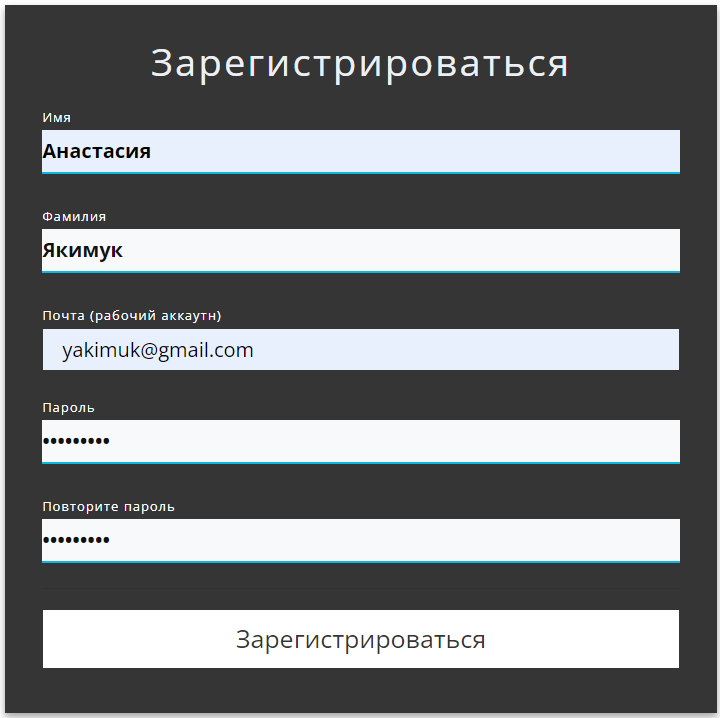 Зарегистрироваться
Имя
Анастасия
Фамилия
Якимук
Почта (рабочий аккаутн)
yakimuk@gmail.com
Пароль
•••••••••
Повторите пароль
•••••••••
Зарегистрироваться